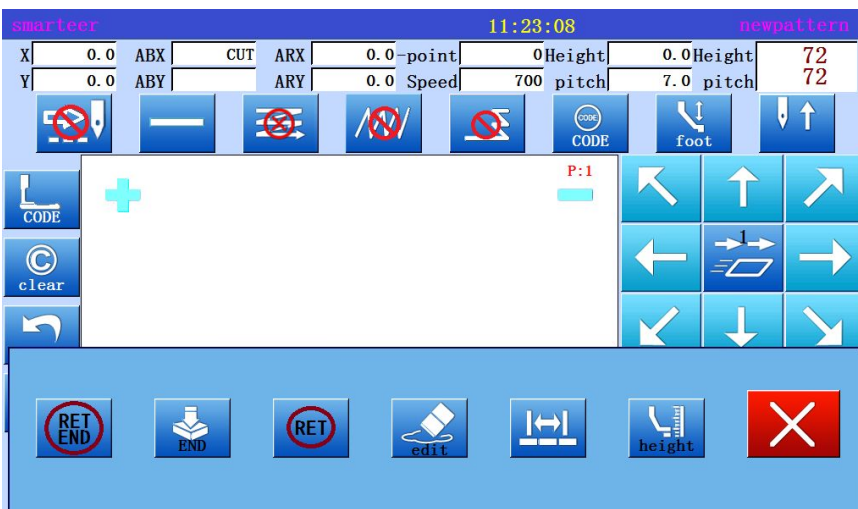 smarteer 11:23:08 newpattern
X 0.0 ABX CUT ARX 0.0 -point 0 Height 0.0 Height 72
Y 0.0 ABY ARY 0.0 Speed 700 pitch 7.0 pitch 72
CODE
CODE foot
P:1
CODE
1
C
clear
RET
END
END
RET
edit
height